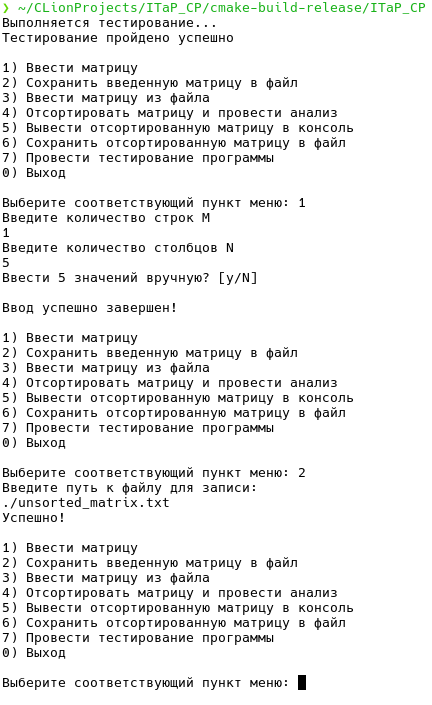 ❯ ~/CLionProjects/ITaP_CP/cmake-build-release/ITaP_CP
Выполняется тестирование...
Тестирование пройдено успешно
1) Ввести матрицу
2) Сохранить введенную матрицу в файл
3) Ввести матрицу из файла
4) Отсортировать матрицу и провести анализ
5) Вывести отсортированную матрицу в консоль
6) Сохранить отсортированную матрицу в файл
7) Провести тестирование программы
0) Выход
Выберите соответствующий пункт меню: 1
Введите количество строк M
1
Введите количество столбцов N
5
Ввести 5 значений вручную? [y/N]
Ввод успешно завершен!
1) Ввести матрицу
2) Сохранить введенную матрицу в файл
3) Ввести матрицу из файла
4) Отсортировать матрицу и провести анализ
5) Вывести отсортированную матрицу в консоль
6) Сохранить отсортированную матрицу в файл
7) Провести тестирование программы
0) Выход
Выберите соответствующий пункт меню: 2
Введите путь к файлу для записи:
./unsorted_matrix.txt
Успешно!
1) Ввести матрицу
2) Сохранить введенную матрицу в файл
3) Ввести матрицу из файла
4) Отсортировать матрицу и провести анализ
5) Вывести отсортированную матрицу в консоль
6) Сохранить отсортированную матрицу в файл
7) Провести тестирование программы
0) Выход
Выберите соответствующий пункт меню: